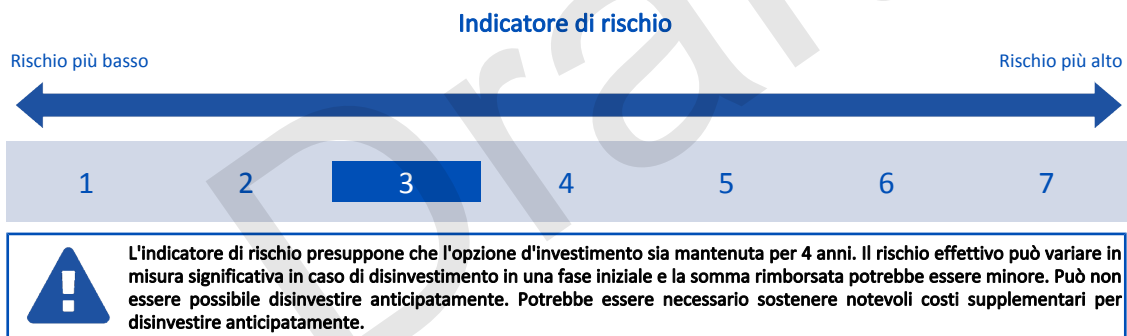 Indicatore di rischio
Rischio più basso
Rischio più alto
1 2 3 4 5 6 7
L'indicatore di rischio presuppone che l'opzione d'investimento sia mantenuta per 4 anni. Il rischio effettivo può variare in
misura significativa in caso di disinvestimento in una fase iniziale e la somma rimborsata potrebbe essere minore. Può non
essere possibile disinvestire anticipatamente. Potrebbe essere necessario sostenere notevoli costi supplementari per
disinvestire anticipatamente.
Draf